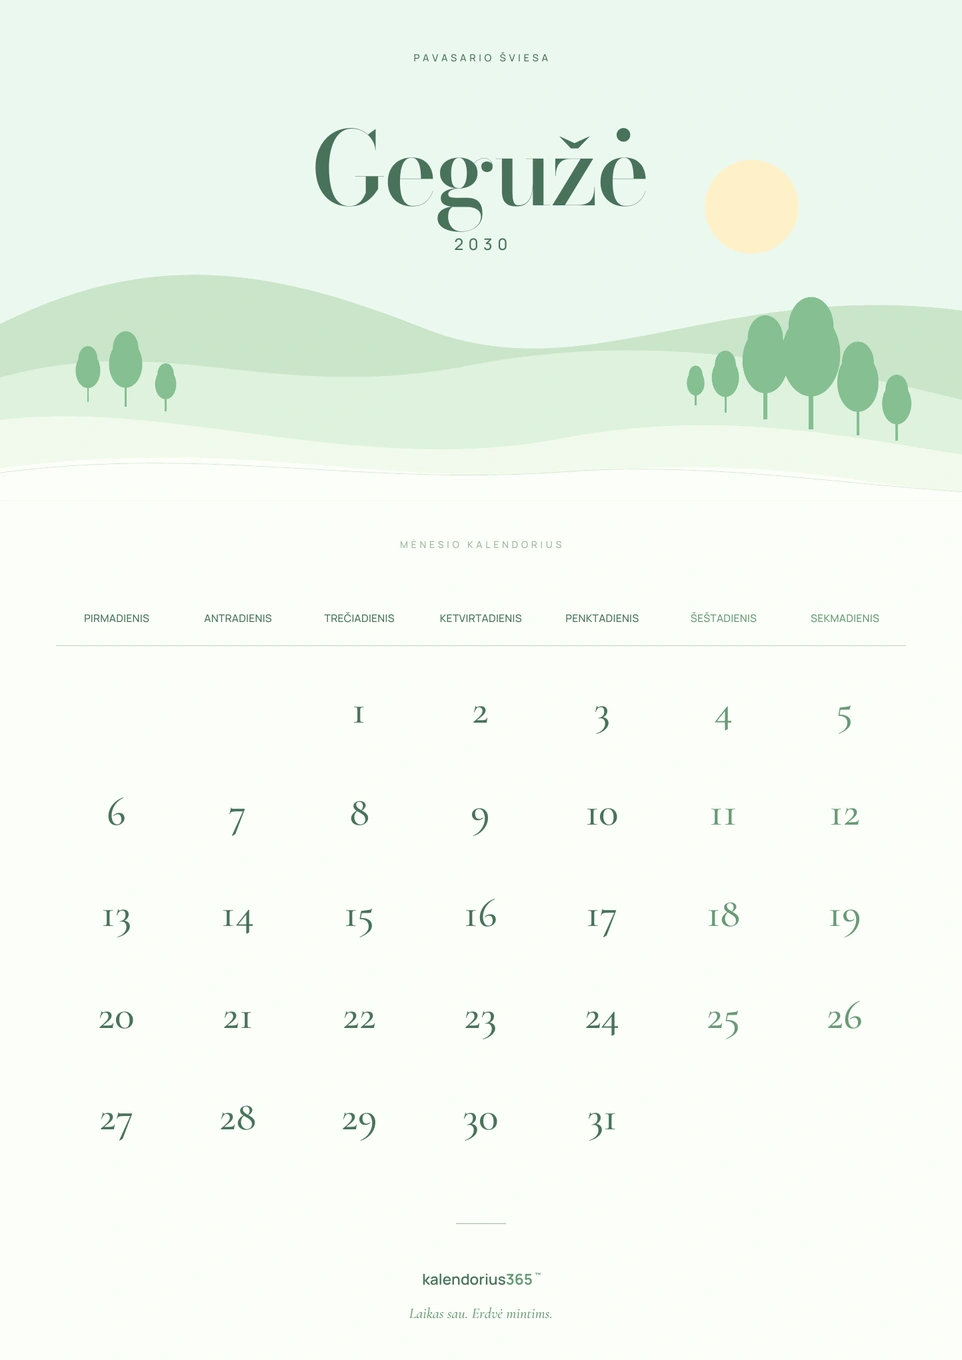 PAVASARIO ŠVIESA
Gegužė
2030
MĖNESIO KALENDORIUS
PIRMADIENIS ANTRADIENIS TREČIADIENIS KETVIRTADIENIS PENKTADIENIS ŠEŠTADIENIS SEKMADIENIS
1 2 3 4 5
6 7 8 9 10 11 12
13 14 15 16 17 18 19
20 21 22 23 24 25 26
27 28 29 30 31
kalendorius365™
Laikas sau. Erdvė mintims.